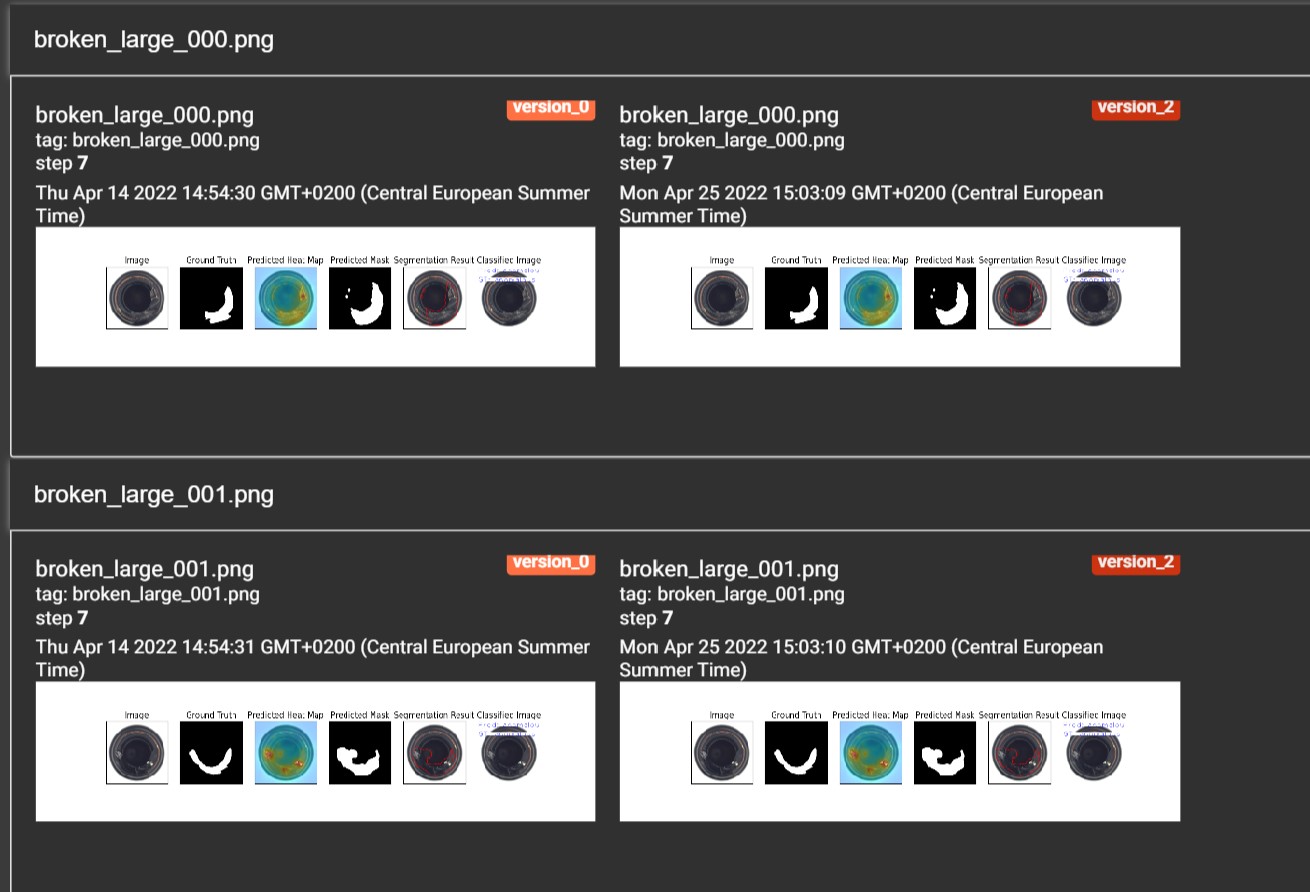 broken_large_000.png
broken_large_000.png
version_0
tag: broken_large_000.png
step 7
Thu Apr 14 2022 14:54:30 GMT+0200 (Central European Summer
Time)
Image Ground Truth Predicted Heat Map Predicted Mask Segmentation Result Classified Image
broken_large_000.png
version_2
tag: broken_large_000.png
step 7
Mon Apr 25 2022 15:03:09 GMT+0200 (Central European
Summer Time)
Image Ground Truth Predicted Heat Map Predicted Mask Segmentation Result Classified Image
broken_large_001.png
broken_large_001.png
version_0
tag: broken_large_001.png
step 7
Thu Apr 14 2022 14:54:31 GMT+0200 (Central European Summer
Time)
Image Ground Truth Predicted Heat Map Predicted Mask Segmentation Result Classified Image
broken_large_001.png
version_2
tag: broken_large_001.png
step 7
Mon Apr 25 2022 15:03:10 GMT+0200 (Central European
Summer Time)
Image Ground Truth Predicted Heat Map Predicted Mask Segmentation Result Classified Image